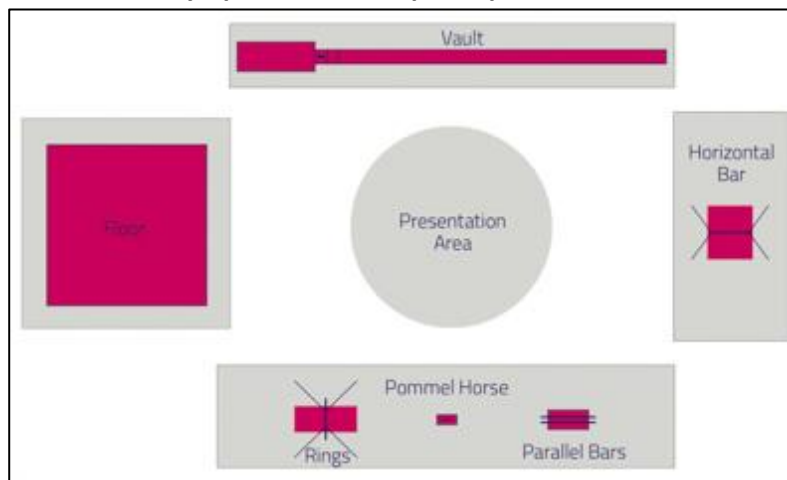 Vault
Horizontal
Bar
Floor
Presentation
Area
Pommel Horse
Rings
Parallel Bars